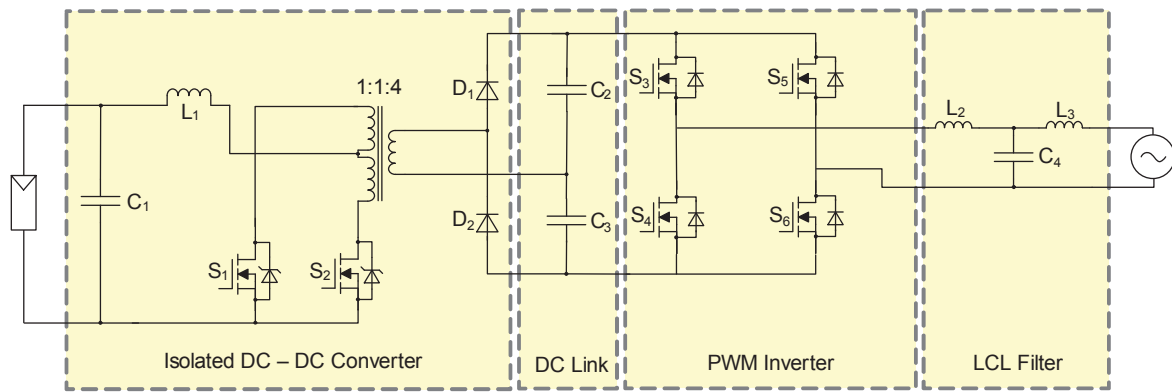 1:1:4
L1
C1
S1
S2
D1
D2
C2
C3
S3
S5
S4
S6
L2
L3
C4
Isolated DC – DC Converter
DC Link
PWM Inverter
LCL Filter